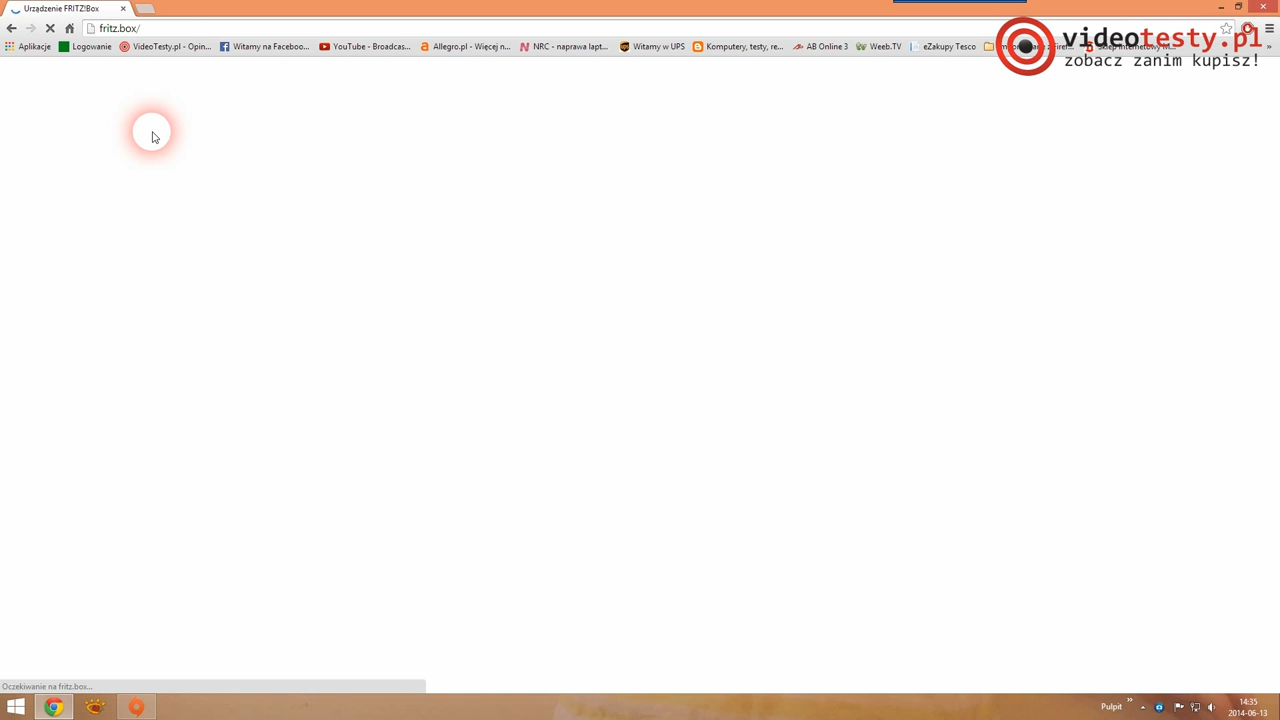 Urządzenie FRITZ!Box
fritz.box/
Aplikacje Logowanie VideoTesty.pl - Opin... Witamy na Faceboo... YouTube - Broadcas... Allegro.pl - Więcej n... NRC - naprawa lapt... Witamy w UPS Komputery, testy, re... AB Online 3 Weeb.TV eZakupy Tesco
videotesty.pl
zobacz zanim kupisz!
Oczekiwanie na fritz.box...
Pulpit
14:35
2014-06-13